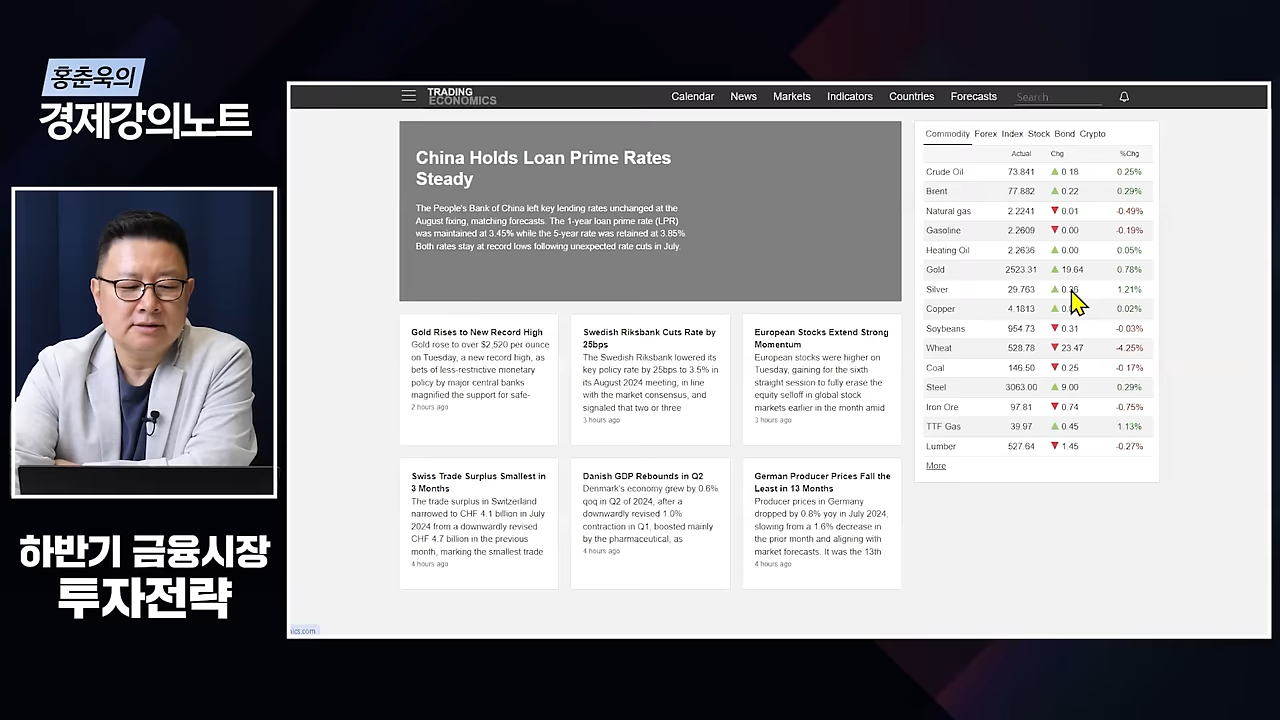 홍춘욱의
경제강의노트
하반기 금융시장
투자전략
TRADING
ECONOMICS
Calendar News Markets Indicators Countries Forecasts Search
China Holds Loan Prime Rates
Steady
The People's Bank of China left key lending rates unchanged at the
August fixing, matching forecasts. The 1-year loan prime rate (LPR)
was maintained at 3.45% while the 5-year rate was retained at 3.85%
Both rates stay at record lows following unexpected rate cuts in July.
Gold Rises to New Record High
Gold rose to over $2,520 per ounce
on Tuesday, a new record high, as
bets of less-restrictive monetary
policy by major central banks
magnified the support for safe-
2 hours ago
Swedish Riksbank Cuts Rate by
25bps
The Swedish Riksbank lowered its
key policy rate by 25bps to 3.5% in
its August 2024 meeting, in line
with the market consensus, and
signaled that two or three
3 hours ago
European Stocks Extend Strong
Momentum
European stocks were higher on
Tuesday, gaining for the sixth
straight session to fully erase the
equity selloff in global stock
markets earlier in the month amid
3 hours ago
Swiss Trade Surplus Smallest in
3 Months
The trade surplus in Switzerland
narrowed to CHF 4.1 billion in July
2024 from a downwardly revised
CHF 4.7 billion in the previous
month, marking the smallest trade
4 hours ago
Danish GDP Rebounds in Q2
Denmark's economy grew by 0.6%
qoq in Q2 of 2024, after a
downwardly revised 1.0%
contraction in Q1, boosted mainly
by the pharmaceutical, as
4 hours ago
German Producer Prices Fall the
Least in 13 Months
Producer prices in Germany
dropped by 0.8% yoy in July 2024,
slowing from a 1.6% decrease in
the prior month and aligning with
market forecasts. It was the 13th
4 hours ago
Commodity Forex Index Stock Bond Crypto
Actual Chg %Chg
Crude Oil 73.841 ▲ 0.18 0.25%
Brent 77.882 ▲ 0.22 0.29%
Natural gas 2.2241 ▼ 0.01 -0.49%
Gasoline 2.2609 ▼ 0.00 -0.19%
Heating Oil 2.2636 ▲ 0.00 0.05%
Gold 2523.31 ▲ 19.64 0.78%
Silver 29.763 ▲ 1.21%
Copper 4.1813 ▲ 0.02%
Soybeans 954.73 ▼ 0.31 -0.03%
Wheat 528.78 ▼ 23.47 -4.25%
Coal 146.50 ▼ 0.25 -0.17%
Steel 3063.00 ▲ 9.00 0.29%
Iron Ore 97.81 ▼ 0.74 -0.75%
TTF Gas 39.97 ▲ 0.45 1.13%
Lumber 527.64 ▼ 1.45 -0.27%
More
ics.com